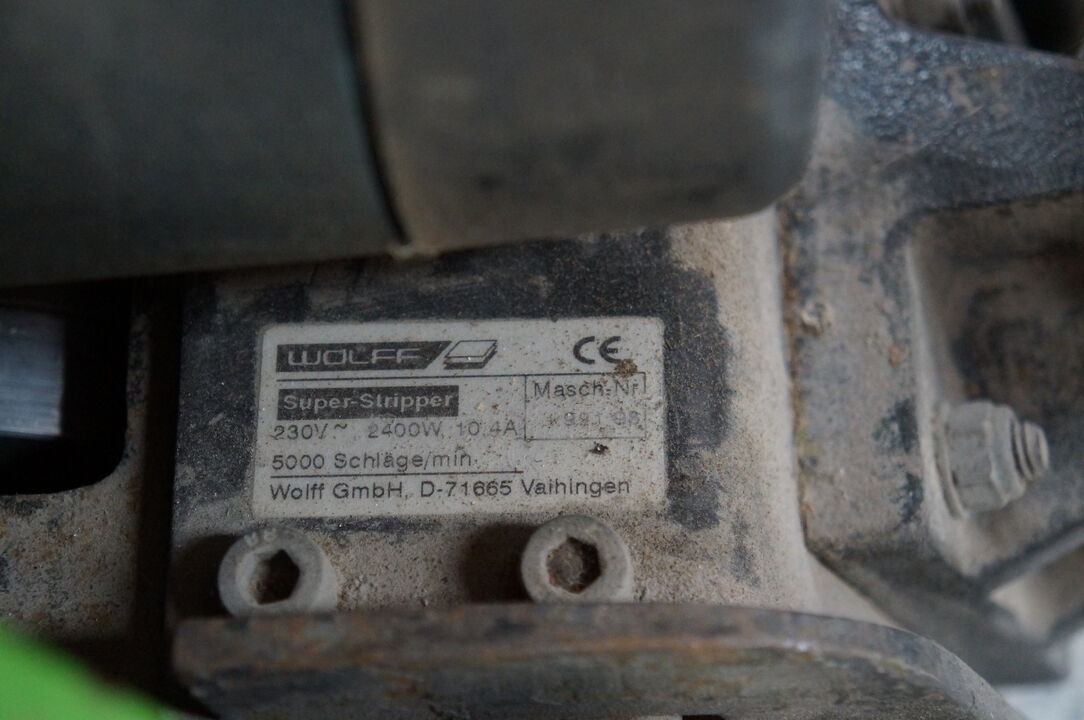 WOLFF
CE
Super-Stripper
Masch-Nr
230V~ 2400W 10.4A
5000 Schläge/min.
Wolff GmbH, D-71665 Vaihingen